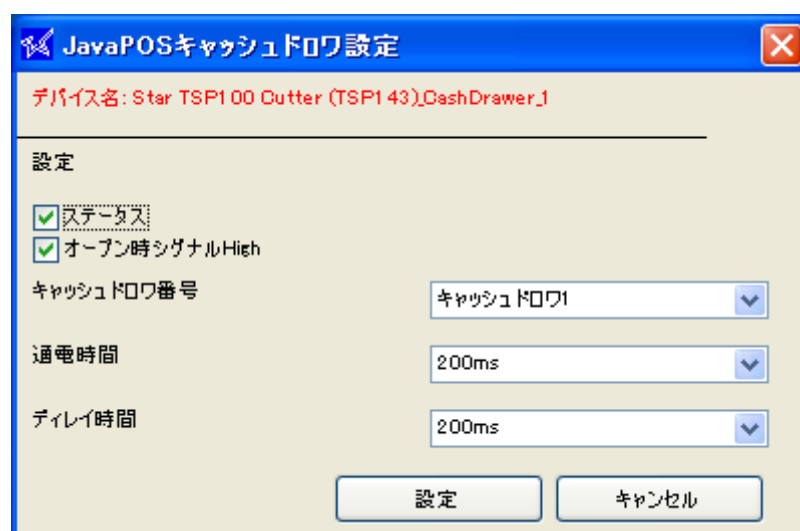 JavaPOSキャッシュドロワ設定
デバイス名: Star TSP100 Cutter (TSP143)_CashDrawer_1
設定
ステータス
オープン時シグナルHigh
キャッシュドロワ番号
キャッシュドロワ1
通電時間
200ms
ディレイ時間
200ms
設定 キャンセル